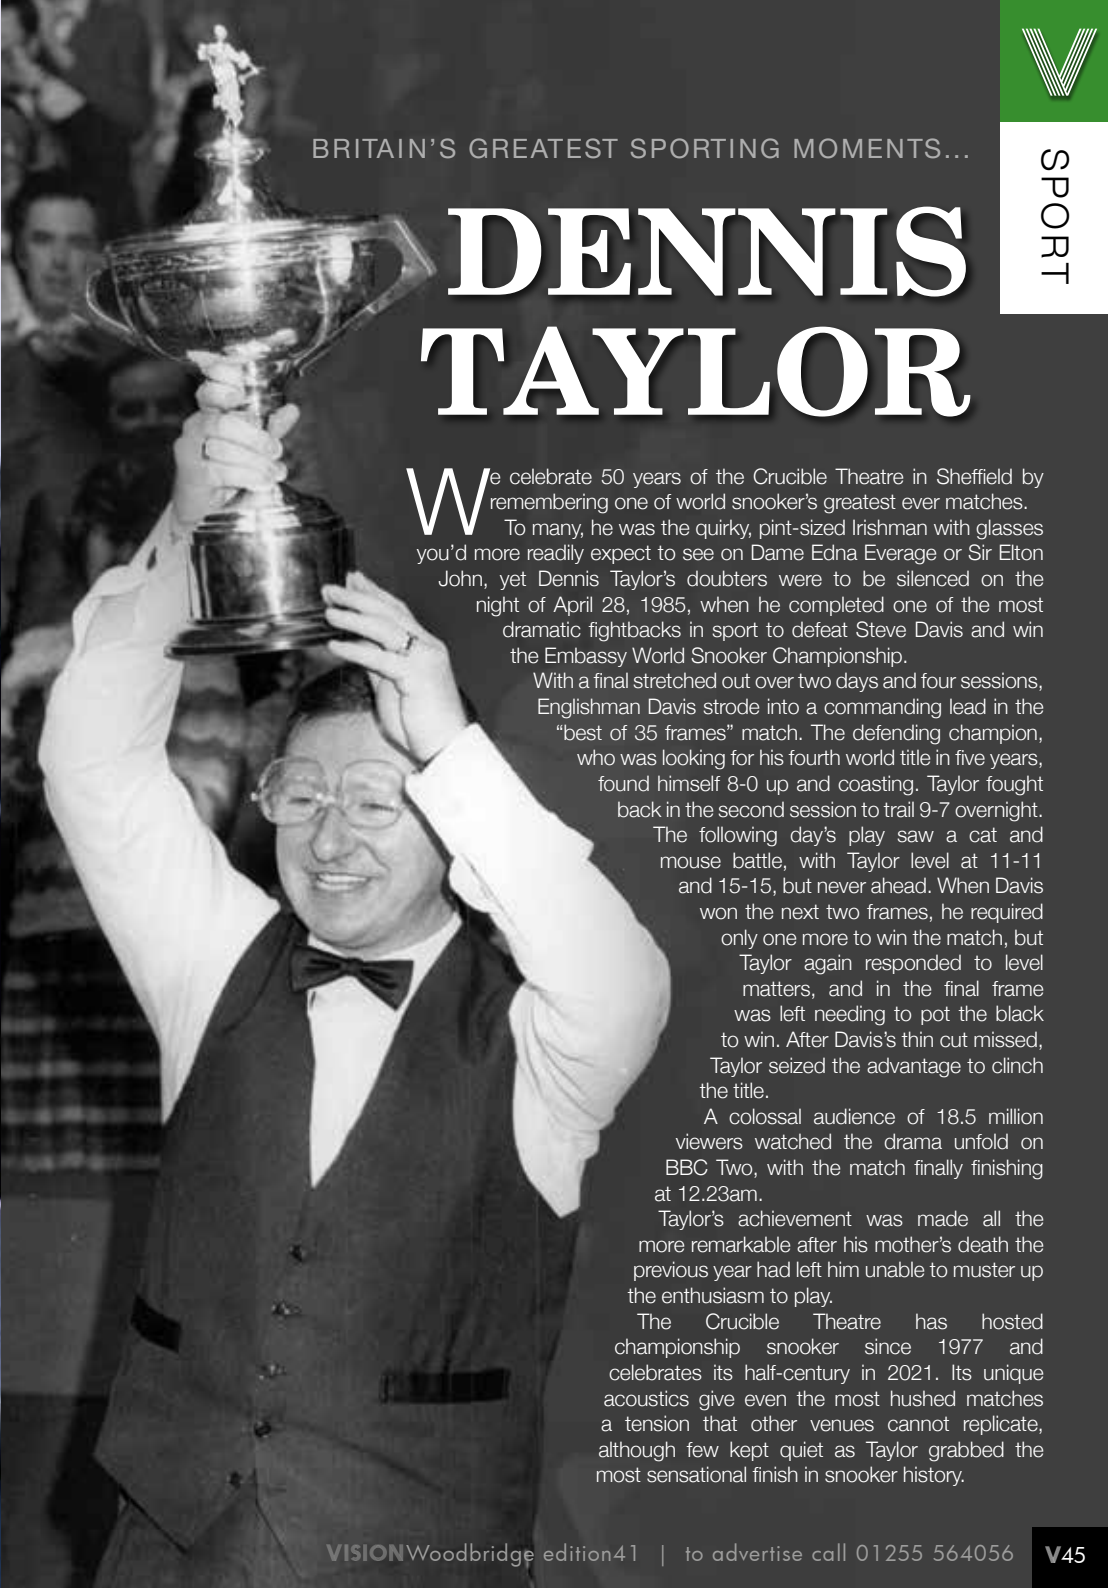 V
SPORT
BRITAIN'S GREATEST SPORTING MOMENTS...
DENNIS
TAYLOR
We celebrate 50 years of the Crucible Theatre in Sheffield by
remembering one of world snooker's greatest ever matches.
To many, he was the quirky, pint-sized Irishman with glasses
you'd more readily expect to see on Dame Edna Everage or Sir Elton
John, yet Dennis Taylor's doubters were to be silenced on the
night of April 28, 1985, when he completed one of the most
dramatic fightbacks in sport to defeat Steve Davis and win
the Embassy World Snooker Championship.
With a final stretched out over two days and four sessions,
Englishman Davis strode into a commanding lead in the
“best of 35 frames” match. The defending champion,
who was looking for his fourth world title in five years,
found himself 8-0 up and coasting. Taylor fought
back in the second session to trail 9-7 overnight.
The following day's play saw a cat and
mouse battle, with Taylor level at 11-11
and 15-15, but never ahead. When Davis
won the next two frames, he required
only one more to win the match, but
Taylor again responded to level
matters, and in the final frame
was left needing to pot the black
to win. After Davis's thin cut missed,
Taylor seized the advantage to clinch
the title.
A colossal audience of 18.5 million
viewers watched the drama unfold on
BBC Two, with the match finally finishing
at 12.23am.
Taylor's achievement was made all the
more remarkable after his mother's death the
previous year had left him unable to muster up
the enthusiasm to play.
The Crucible Theatre has hosted
championship snooker since 1977 and
celebrates its half-century in 2021. Its unique
acoustics give even the most hushed matches
a tension that other venues cannot replicate,
although few kept quiet as Taylor grabbed the
most sensational finish in snooker history.
VISIONWoodbridge edition41 | to advertise call 01255 564056 V45